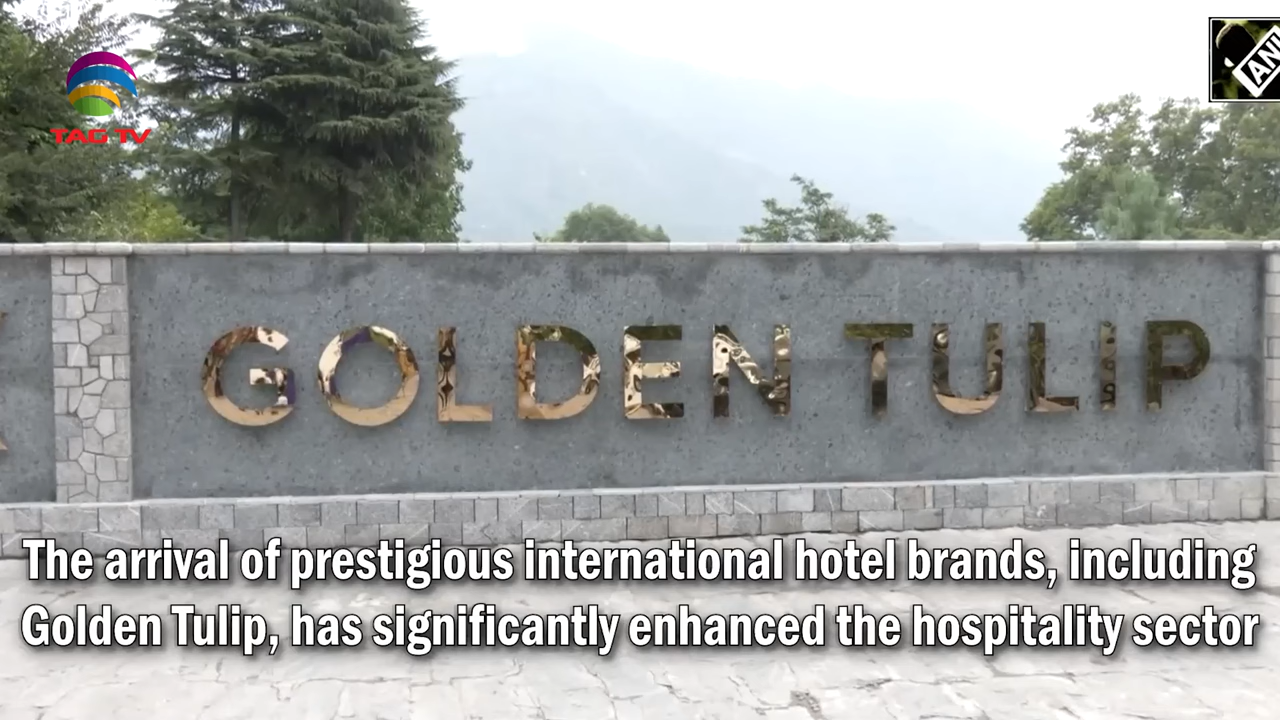 TAG TV
ANI
GOLDEN TULIP
The arrival of prestigious international hotel brands, including
Golden Tulip, has significantly enhanced the hospitality sector